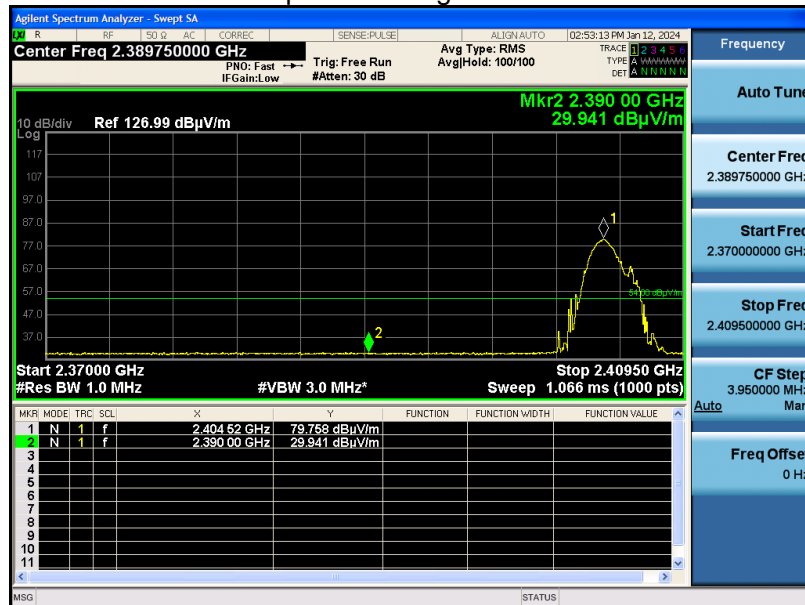 Agilent Spectrum Analyzer - Swept SA
LXI R RF 50 Ω AC CORREC SENSE:PULSE ALIGN AUTO 02:53:13 PM Jan 12, 2024
Center Freq 2.389750000 GHz
PNO: Fast
IFGain:Low
Trig: Free Run
#Atten: 30 dB
Avg Type: RMS
Avg|Hold: 100/100
TRACE 1 2 3 4 5 6
TYPE A WWWWW
DET A N N N N N
Mkr2 2.390 00 GHz
29.941 dBµV/m
10 dB/div Ref 126.99 dBµV/m
Log
117
107
97.0
87.0
77.0
67.0
57.0
47.0
37.0
1
54.00 dBµV/m
2
Start 2.37000 GHz Stop 2.40950 GHz
#Res BW 1.0 MHz #VBW 3.0 MHz* Sweep 1.066 ms (1000 pts)
MKR MODE TRC SCL X Y FUNCTION FUNCTION WIDTH FUNCTION VALUE
1 N 1 f 2.404 52 GHz 79.758 dBµV/m
2 N 1 f 2.390 00 GHz 29.941 dBµV/m
3
4
5
6
7
8
9
10
11
MSG STATUS
Frequency
Auto Tune
Center Freq
2.389750000 GHz
Start Freq
2.370000000 GHz
Stop Freq
2.409500000 GHz
CF Step
3.950000 MHz
Auto Man
Freq Offset
0 Hz